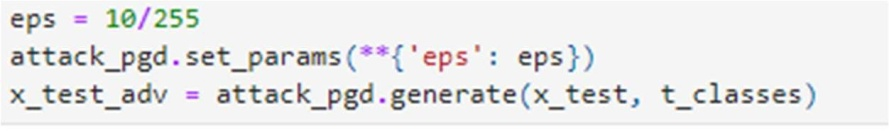 eps = 10/255
attack_pgd.set_params(**{'eps': eps})
x_test_adv = attack_pgd.generate(x_test, t_classes)